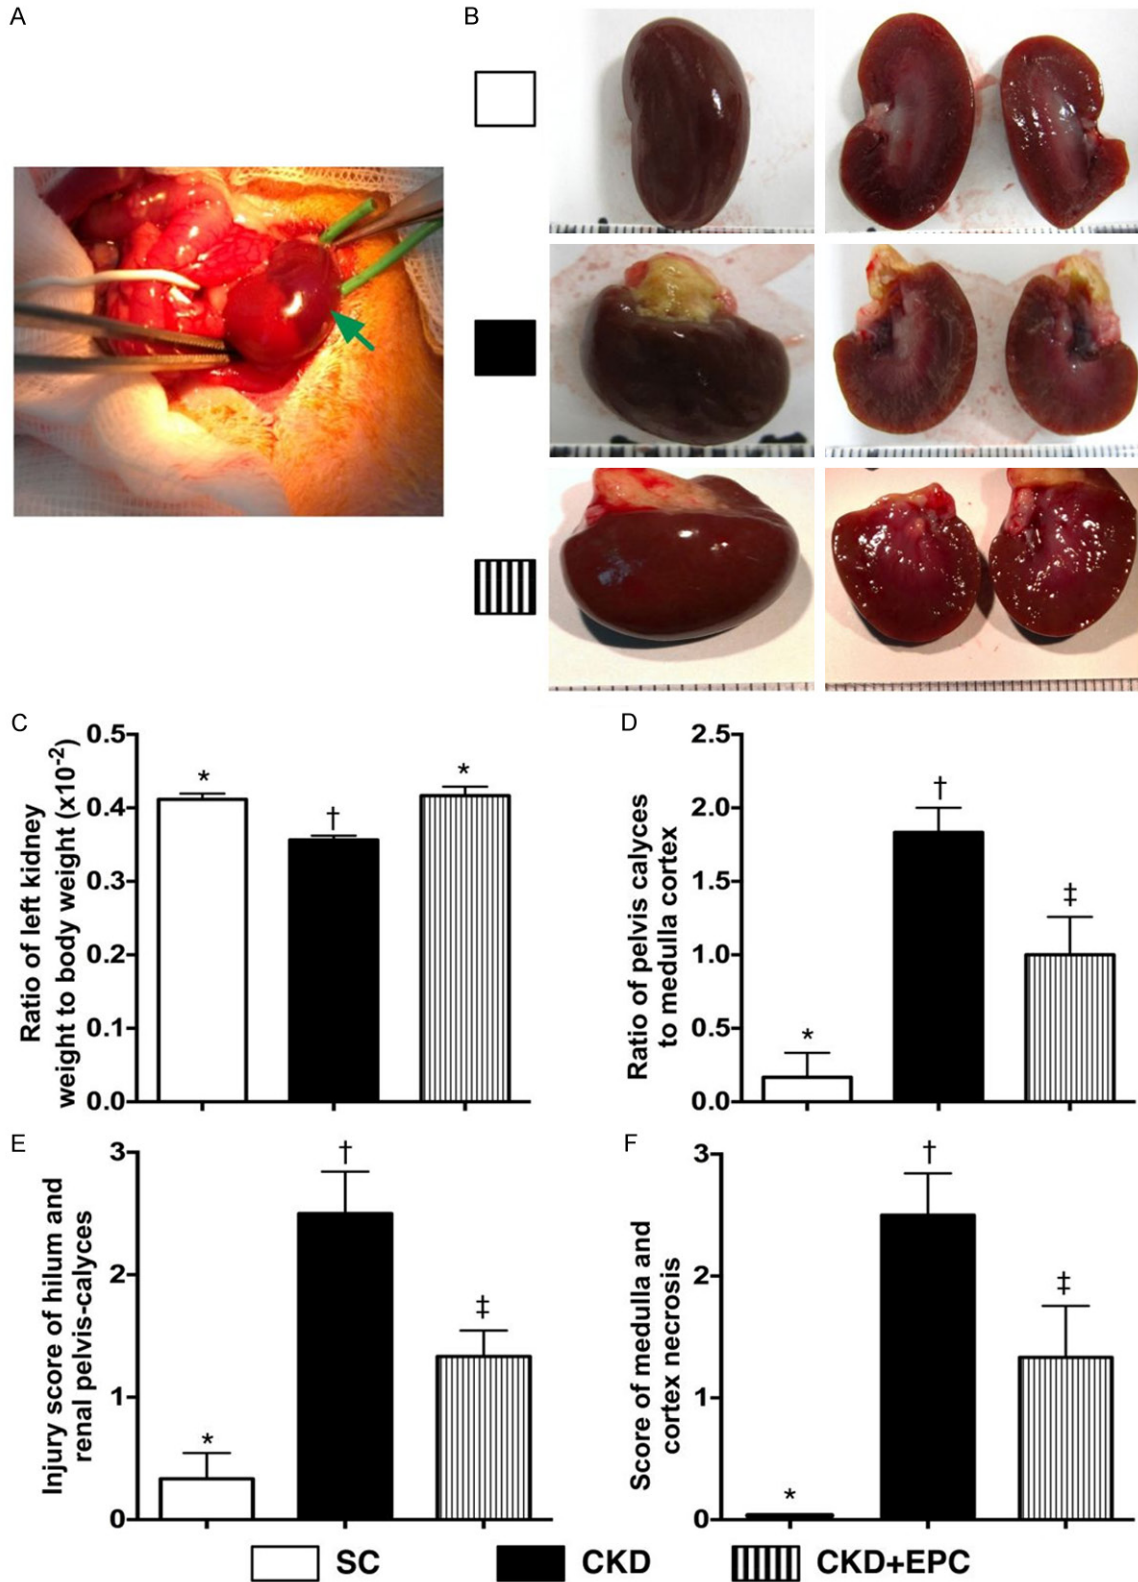 A
B
C
Ratio of left kidney
weight to body weight (x10-2)
0.5
0.4
0.3
0.2
0.1
0.0
*
†
*
D
Ratio of pelvis calyces
to medulla cortex
2.5
2.0
1.5
1.0
0.5
0.0
*
†
‡
E
Injury score of hilum and
renal pelvis-calyces
3
2
1
0
*
†
‡
F
Score of medulla and
cortex necrosis
3
2
1
0
*
†
‡
SC
CKD
CKD+EPC